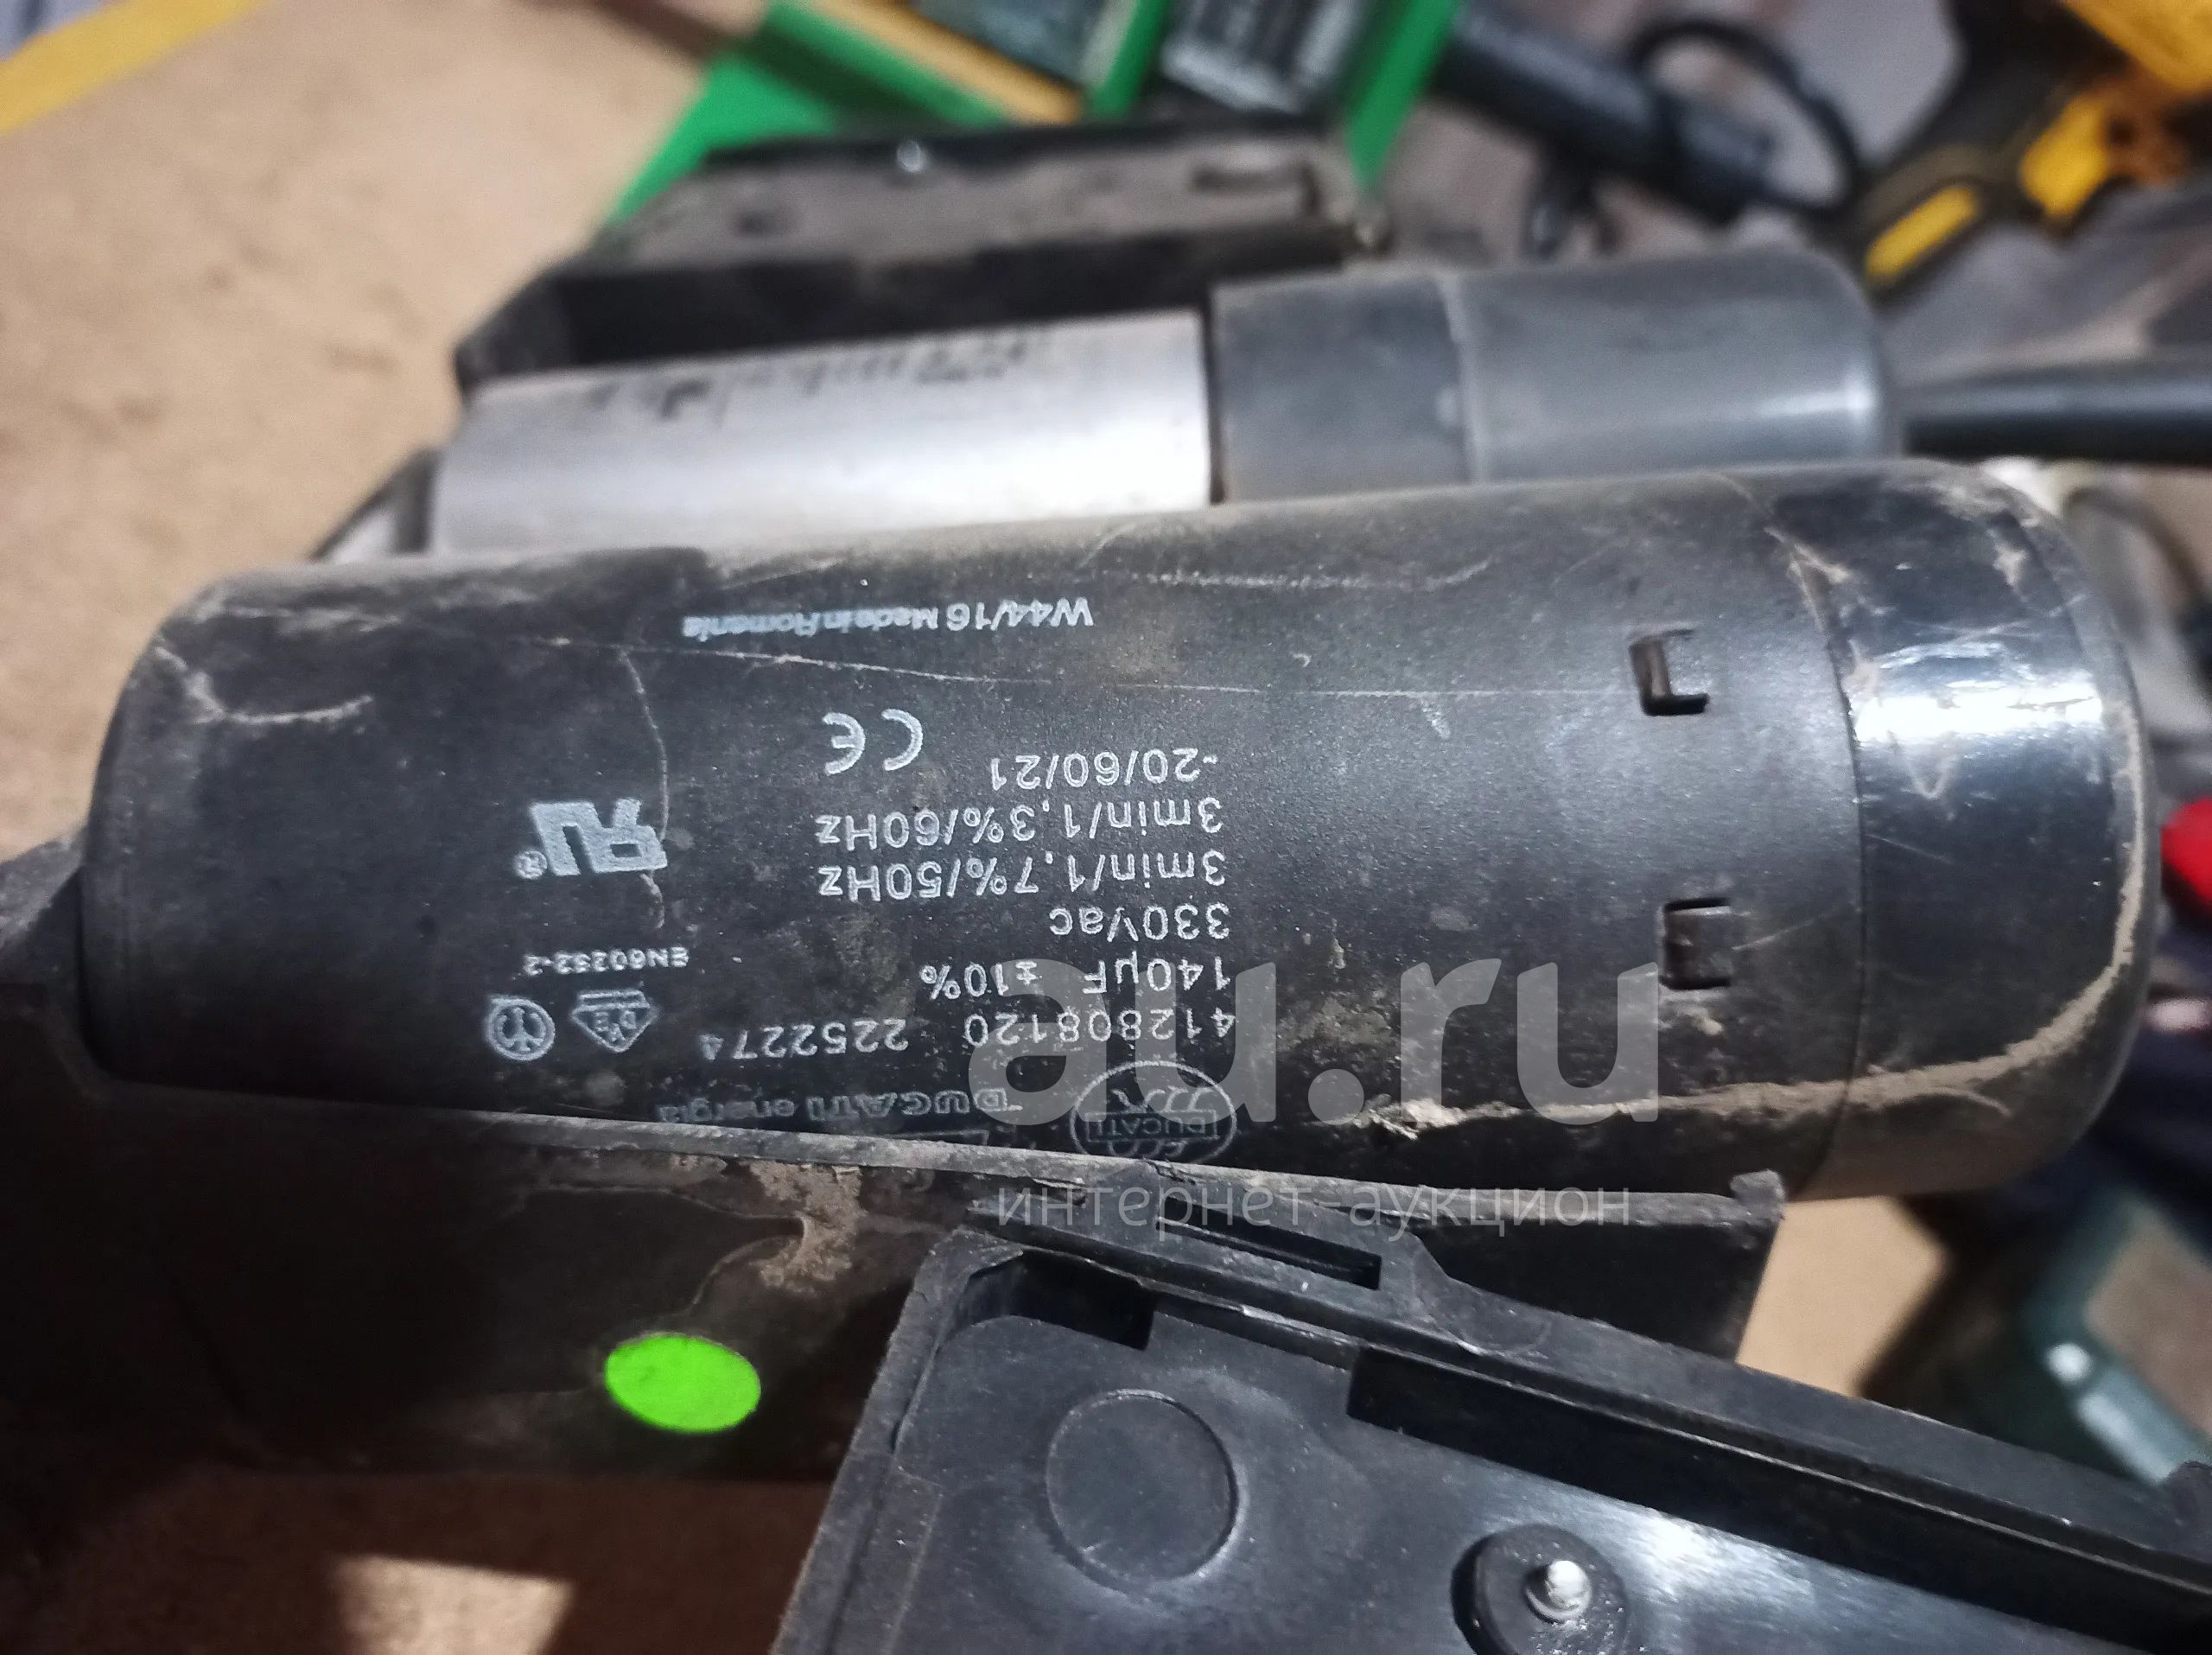 DUCATI
DUCATI energia
412808120 2252274
140µF ±10%
330Vac
3min/1,7%/50Hz
3min/1,3%/60Hz
-20/60/21
CE
EN60252-2
W44/16 Made in Romania
au.ru
интернет аукцион